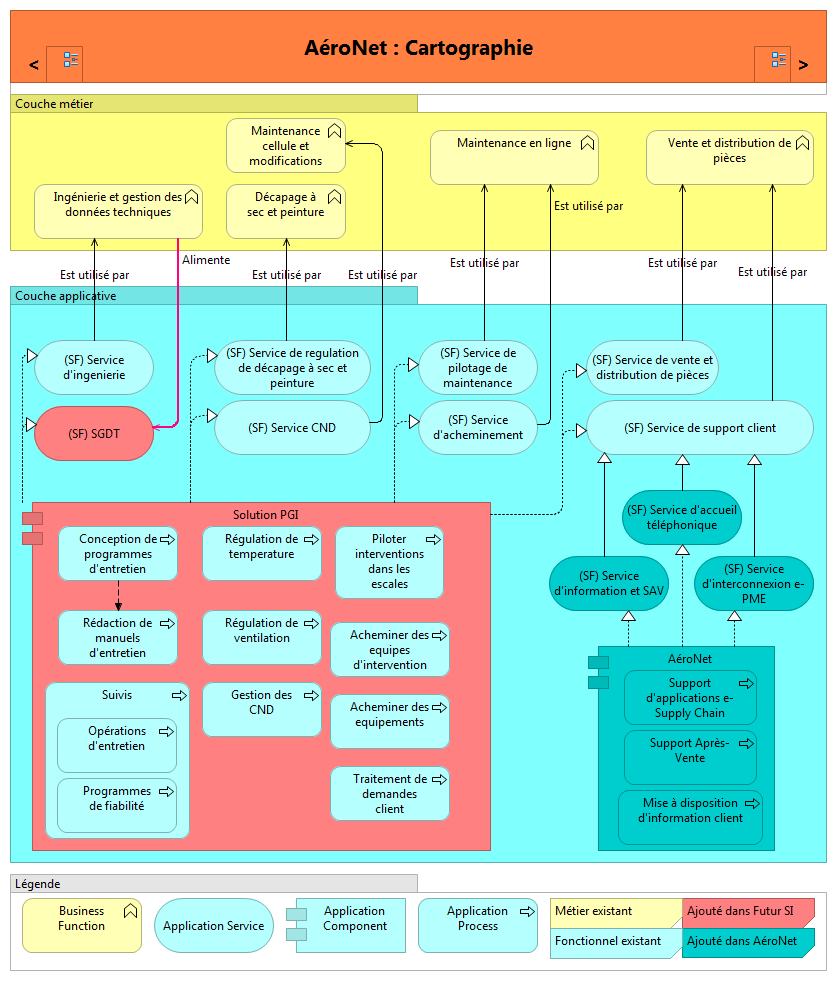 AéroNet : Cartographie
<
>
Couche métier
Maintenance
cellule et
modifications
Maintenance en ligne
Vente et distribution de
pièces
Ingénierie et gestion des
données techniques
Décapage à
sec et peinture
Est utilisé par
Alimente
Est utilisé par
Est utilisé par
Est utilisé par
Est utilisé par
Est utilisé par
Est utilisé par
Couche applicative
(SF) Service
d'ingenierie
(SF) Service de regulation
de décapage à sec et
peinture
(SF) Service de
pilotage de
maintenance
(SF) Service de vente et
distribution de pièces
(SF) SGDT
(SF) Service CND
(SF) Service
d'acheminement
(SF) Service de support client
Solution PGI
Conception de
programmes
d'entretien
Régulation de
temperature
Piloter
interventions
dans les
escales
Rédaction de
manuels
d'entretien
Régulation de
ventilation
Acheminer des
equipes
d'intervention
Suivis
Opérations
d'entretien
Programmes
de fiabilité
Gestion des
CND
Acheminer des
equipements
Traitement de
demandes
client
(SF) Service d'accueil
téléphonique
(SF) Service
d'information et SAV
(SF) Service
d'interconnexion e-
PME
AéroNet
Support
d'applications e-
Supply Chain
Support Après-
Vente
Mise à disposition
d'information client
Légende
Business
Function
Application Service
Application
Component
Application
Process
Métier existant
Ajouté dans Futur SI
Fonctionnel existant
Ajouté dans AéroNet